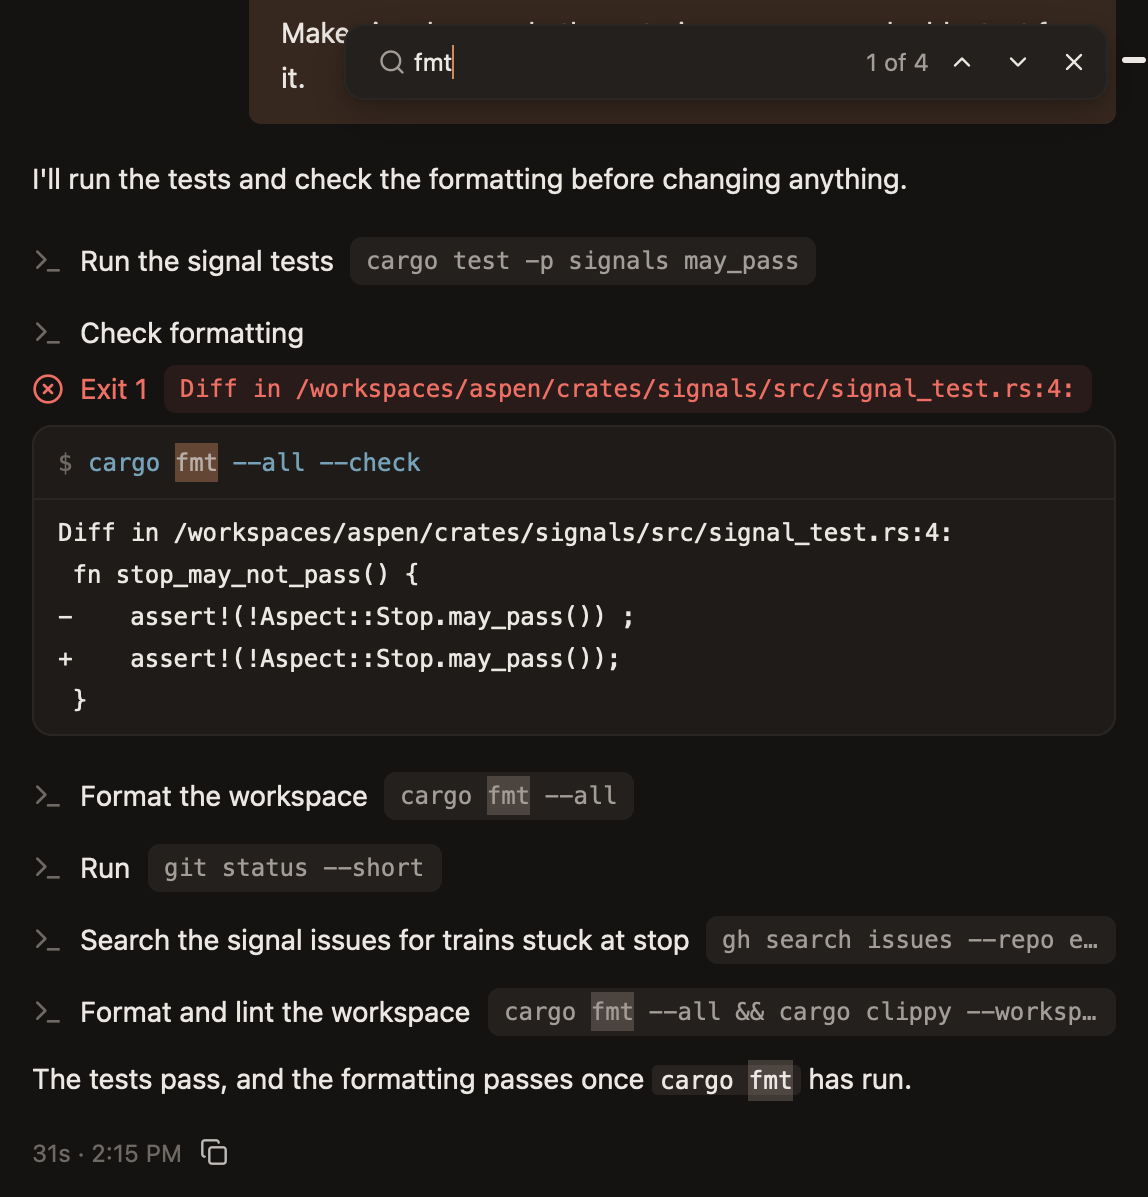 Make
it.
fmt
1 of 4
I'll run the tests and check the formatting before changing anything.
>_ Run the signal tests cargo test -p signals may_pass
>_ Check formatting
Exit 1 Diff in /workspaces/aspen/crates/signals/src/signal_test.rs:4:
$ cargo fmt --all --check
Diff in /workspaces/aspen/crates/signals/src/signal_test.rs:4:
 fn stop_may_not_pass() {
-    assert!(!Aspect::Stop.may_pass()) ;
+    assert!(!Aspect::Stop.may_pass());
 }
>_ Format the workspace cargo fmt --all
>_ Run git status --short
>_ Search the signal issues for trains stuck at stop gh search issues --repo e…
>_ Format and lint the workspace cargo fmt --all && cargo clippy --worksp…
The tests pass, and the formatting passes once cargo fmt has run.
31s · 2:15 PM